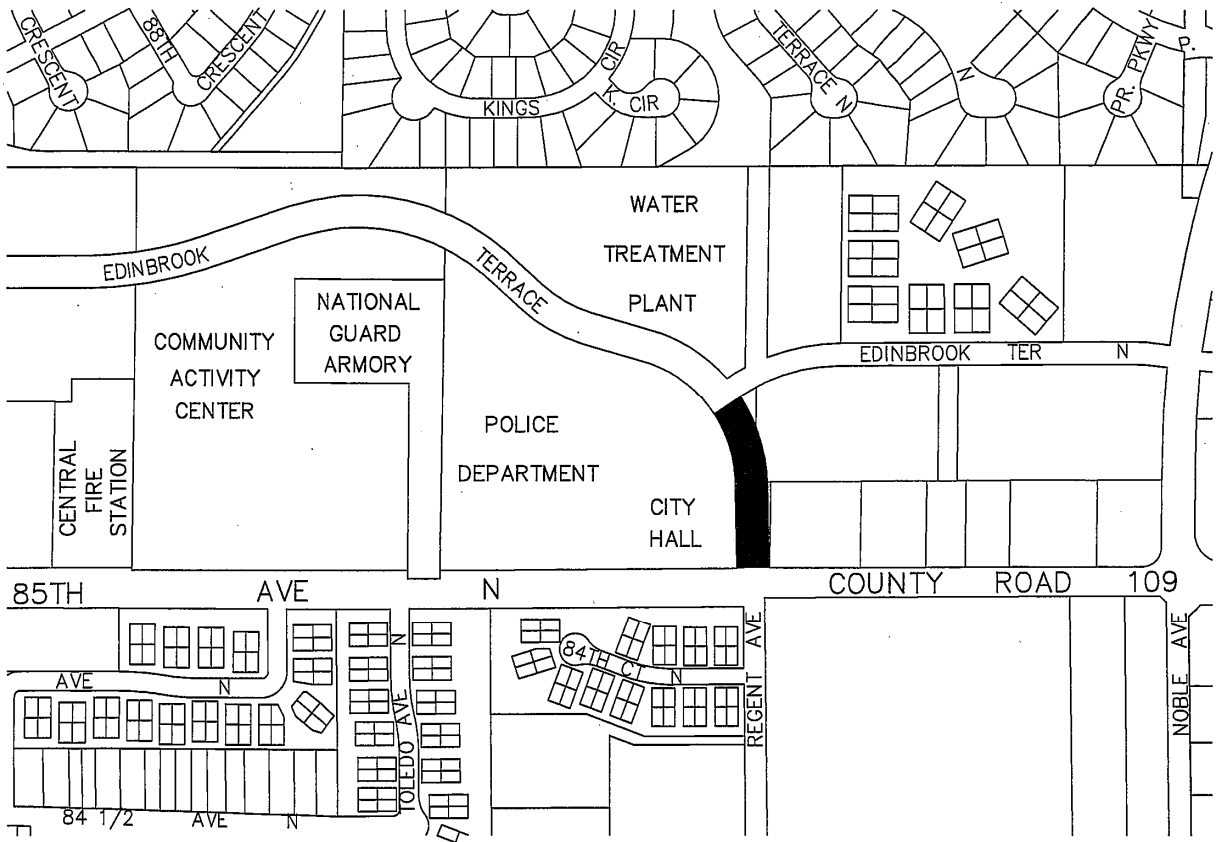 CRESCENT
88TH
CRESCENT
KINGS
CIR
K. CIR
TERRACE N
N
PR. PKWY
P.
EDINBROOK
TERRACE
WATER
TREATMENT
PLANT
NATIONAL
GUARD
ARMORY
COMMUNITY
ACTIVITY
CENTER
EDINBROOK TER N
POLICE
DEPARTMENT
CENTRAL
FIRE
STATION
CITY
HALL
85TH AVE N COUNTY ROAD 109
AVE N
TOLEDO AVE N
84TH CT N
REGENT AVE
NOBLE AVE
84 1/2 AVE N